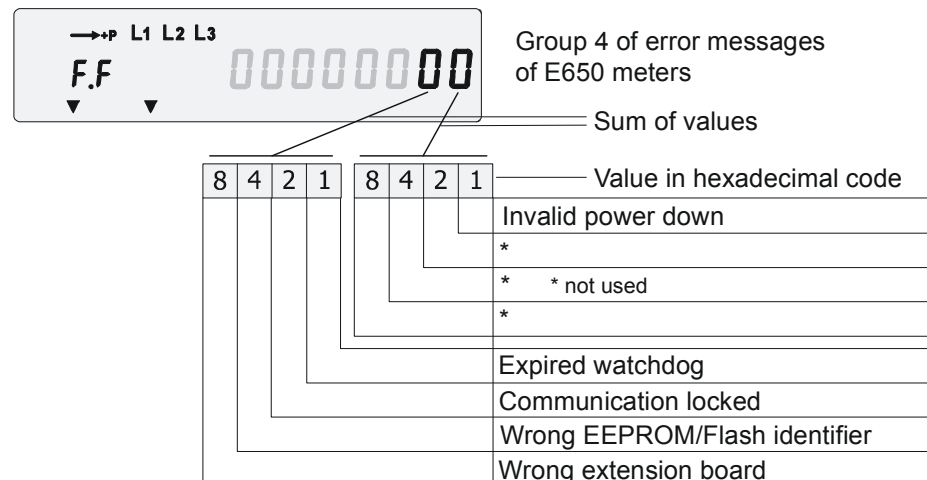 +P L1 L2 L3
F.F 00000000
Group 4 of error messages
of E650 meters
Sum of values
8 4 2 1 8 4 2 1
Value in hexadecimal code
Invalid power down
*
* * not used
*
Expired watchdog
Communication locked
Wrong EEPROM/Flash identifier
Wrong extension board